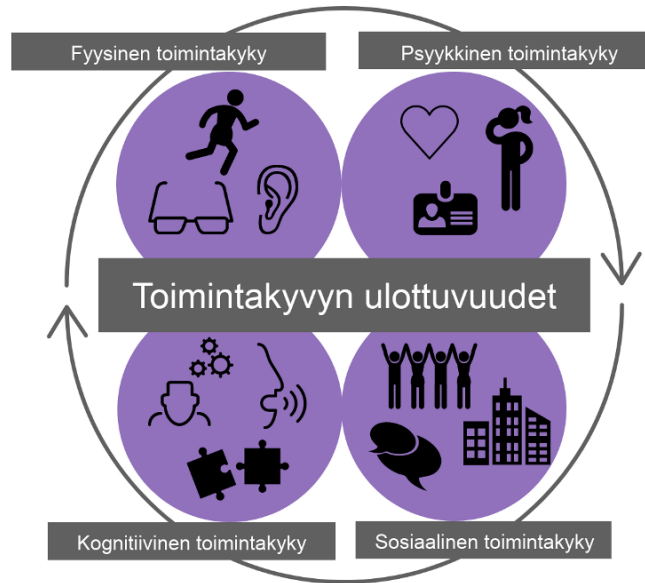 Fyysinen toimintakyky
Psyykkinen toimintakyky
Toimintakyvyn ulottuvuudet
Kognitiivinen toimintakyky
Sosiaalinen toimintakyky